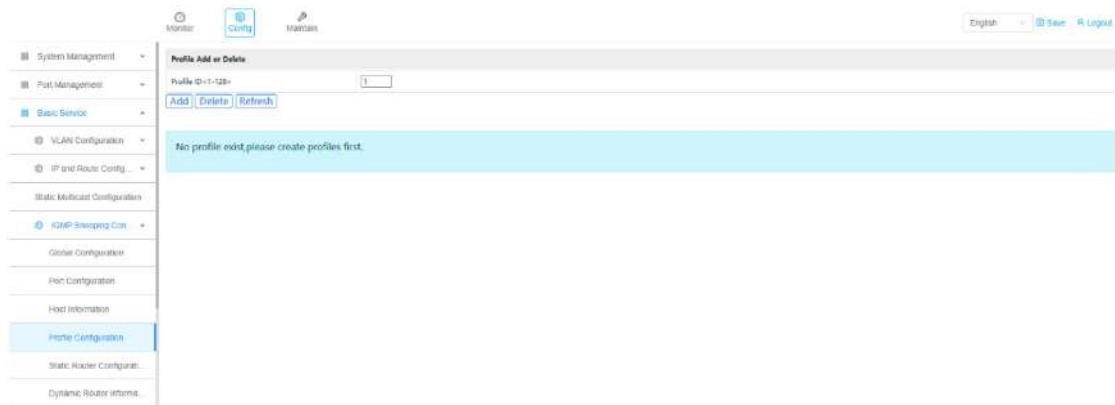 Monitor
Config
Maintain
English
Save
Logout
System Management
Port Management
Basic Service
VLAN Configuration
IP and Route Config...
Static Multicast Configuration
IGMP Snooping Con...
Global Configuration
Port Configuration
Host Information
Profile Configuration
Static Router Configurati...
Dynamic Router Informa...
Profile Add or Delete
Profile ID<1-128>
1
Add
Delete
Refresh
No profile exist,please create profiles first.